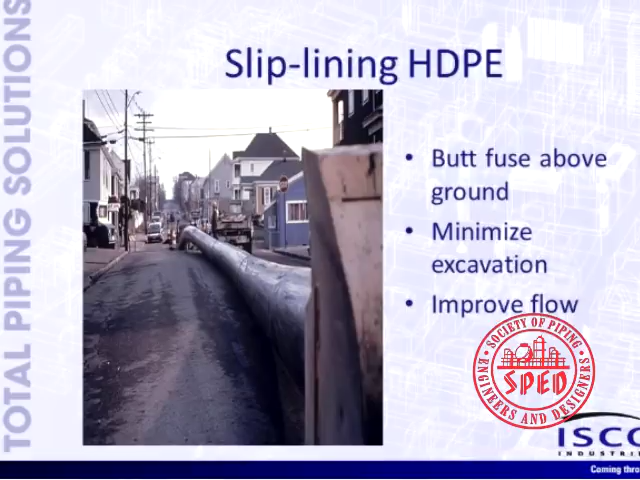 TOTAL PIPING SOLUTIONS
Slip-lining HDPE
• Butt fuse above
ground
• Minimize
excavation
• Improve flow
SOCIETY OF PIPING
ENGINEERS AND DESIGNERS
SPED
ISCO
INDUSTRI
Coming thro